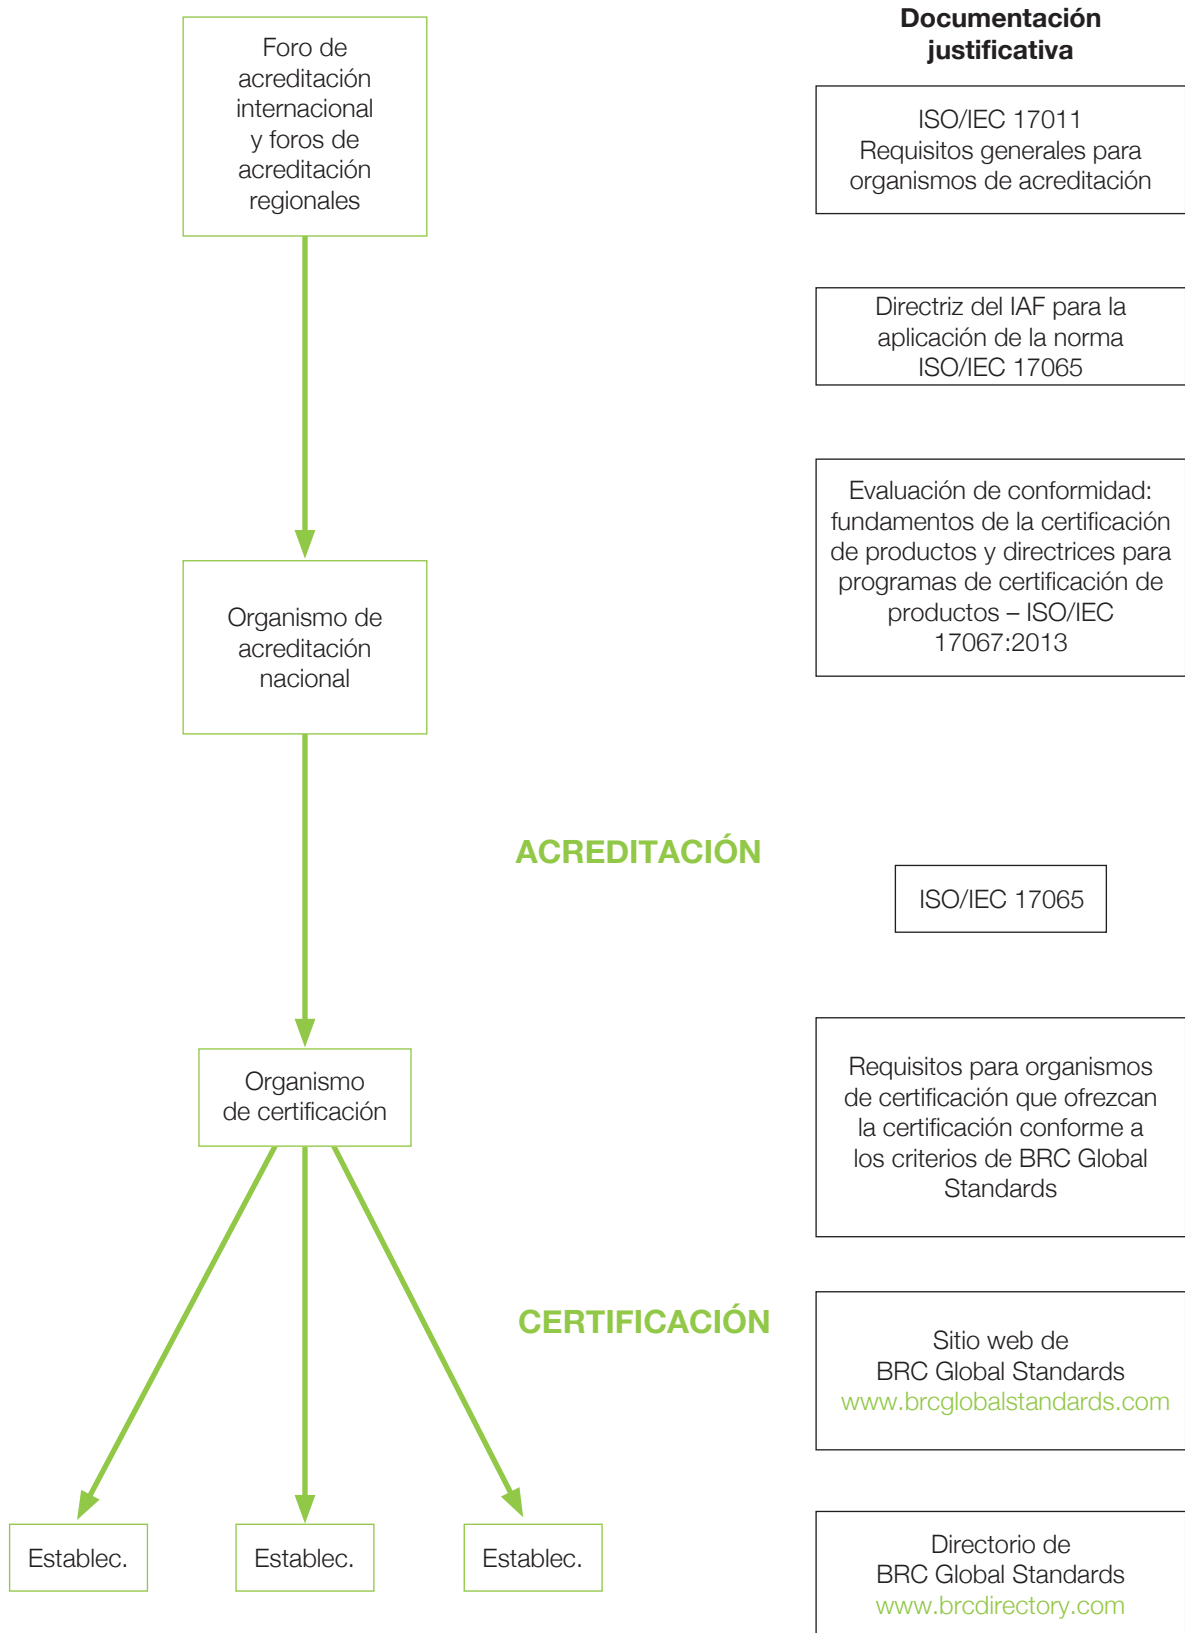 Foro de
acreditación
internacional
y foros de
acreditación
regionales
Organismo de
acreditación
nacional
ACREDITACIÓN
Organismo
de certificación
CERTIFICACIÓN
Establec.
Establec.
Establec.
Documentación
justificativa
ISO/IEC 17011
Requisitos generales para
organismos de acreditación
Directriz del IAF para la
aplicación de la norma
ISO/IEC 17065
Evaluación de conformidad:
fundamentos de la certificación
de productos y directrices para
programas de certificación de
productos – ISO/IEC
17067:2013
ISO/IEC 17065
Requisitos para organismos
de certificación que ofrezcan
la certificación conforme a
los criterios de BRC Global
Standards
Sitio web de
BRC Global Standards
www.brcglobalstandards.com
Directorio de
BRC Global Standards
www.brcdirectory.com